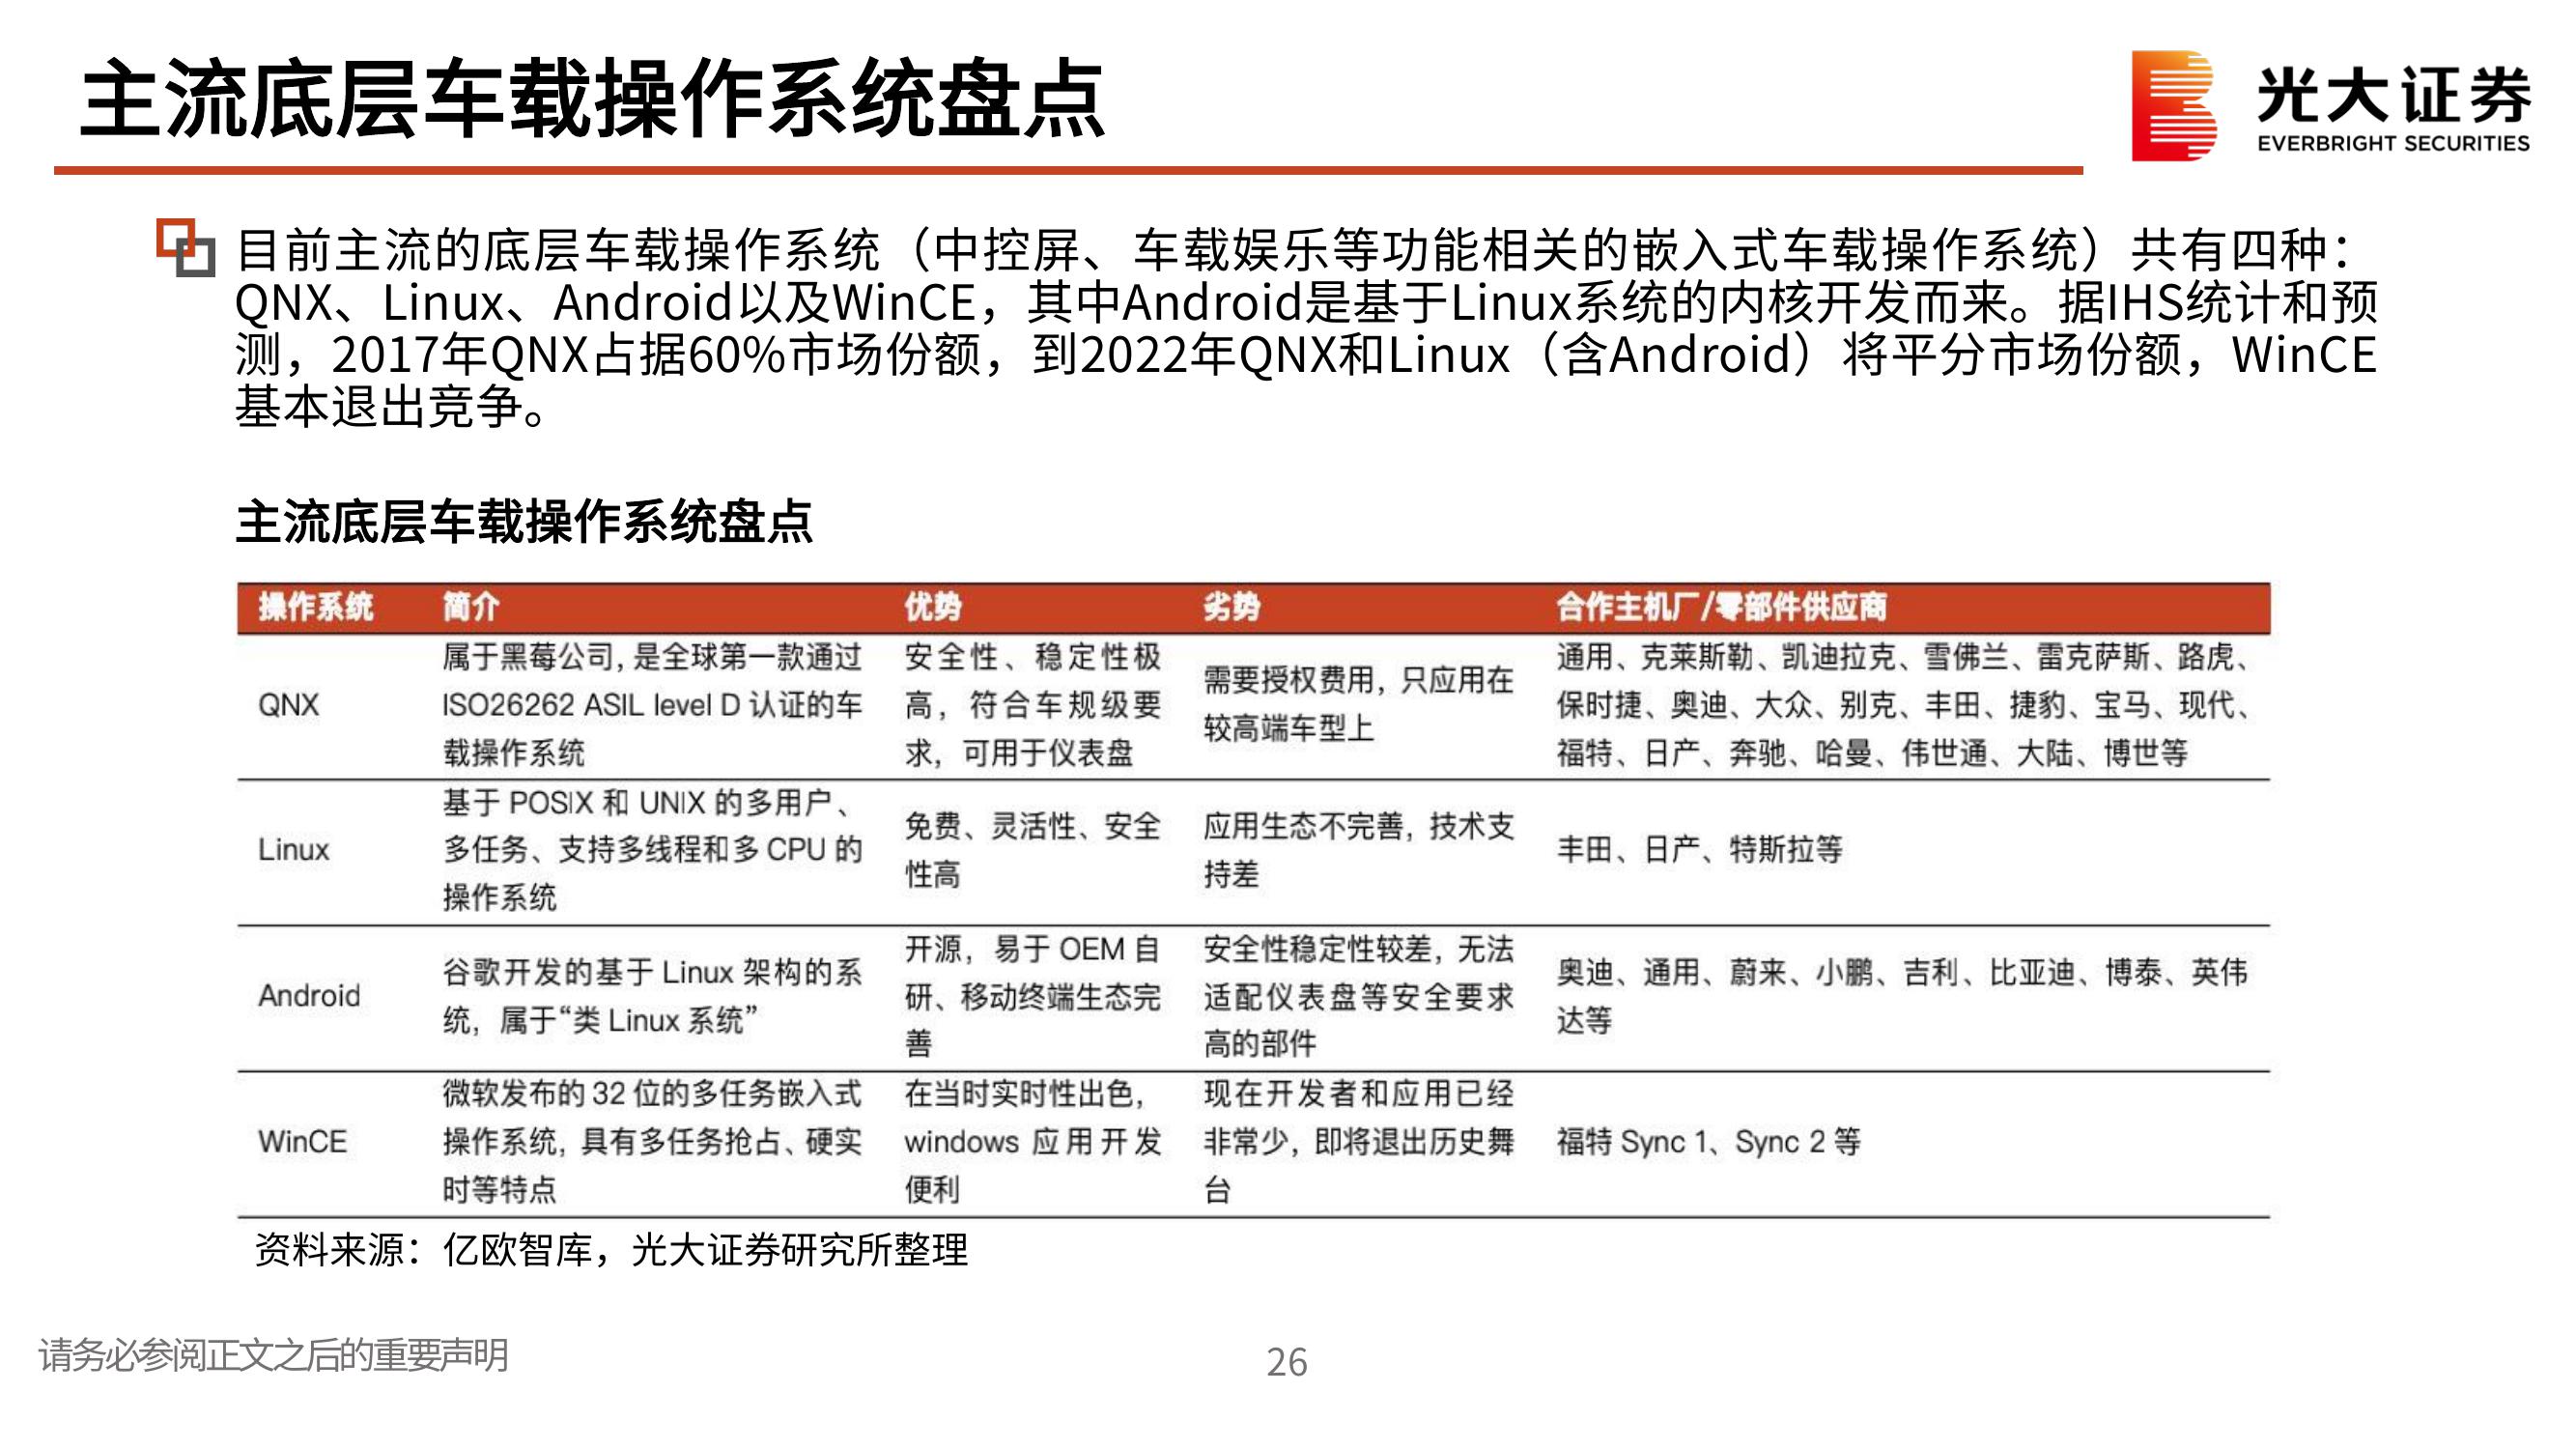 主流底层车载操作系统盘点
光大证券
EVERBRIGHT SECURITIES
目前主流的底层车载操作系统（中控屏、车载娱乐等功能相关的嵌入式车载操作系统）共有四种：
QNX、Linux、Android以及WinCE，其中Android是基于Linux系统的内核开发而来。据IHS统计和预
测，2017年QNX占据60%市场份额，到2022年QNX和Linux（含Android）将平分市场份额，WinCE
基本退出竞争。
主流底层车载操作系统盘点
操作系统 简介 优势 劣势 合作主机厂/零部件供应商
QNX
属于黑莓公司, 是全球第一款通过
ISO26262 ASIL level D 认证的车
载操作系统
安全性、稳定性极
高，符合车规级要
求，可用于仪表盘
需要授权费用，只应用在
较高端车型上
通用、克莱斯勒、凯迪拉克、雪佛兰、雷克萨斯、路虎、
保时捷、奥迪、大众、别克、丰田、捷豹、宝马、现代、
福特、日产、奔驰、哈曼、伟世通、大陆、博世等
Linux
基于 POSIX 和 UNIX 的多用户、
多任务、支持多线程和多 CPU 的
操作系统
免费、灵活性、安全
性高
应用生态不完善，技术支
持差
丰田、日产、特斯拉等
Android
谷歌开发的基于 Linux 架构的系
统，属于“类 Linux 系统”
开源，易于 OEM 自
研、移动终端生态完
善
安全性稳定性较差，无法
适配仪表盘等安全要求
高的部件
奥迪、通用、蔚来、小鹏、吉利、比亚迪、博泰、英伟
达等
WinCE
微软发布的 32 位的多任务嵌入式
操作系统, 具有多任务抢占、硬实
时等特点
在当时实时性出色，
windows 应用开发
便利
现在开发者和应用已经
非常少，即将退出历史舞
台
福特 Sync 1、Sync 2 等
资料来源：亿欧智库，光大证券研究所整理
请务必参阅正文之后的重要声明
26